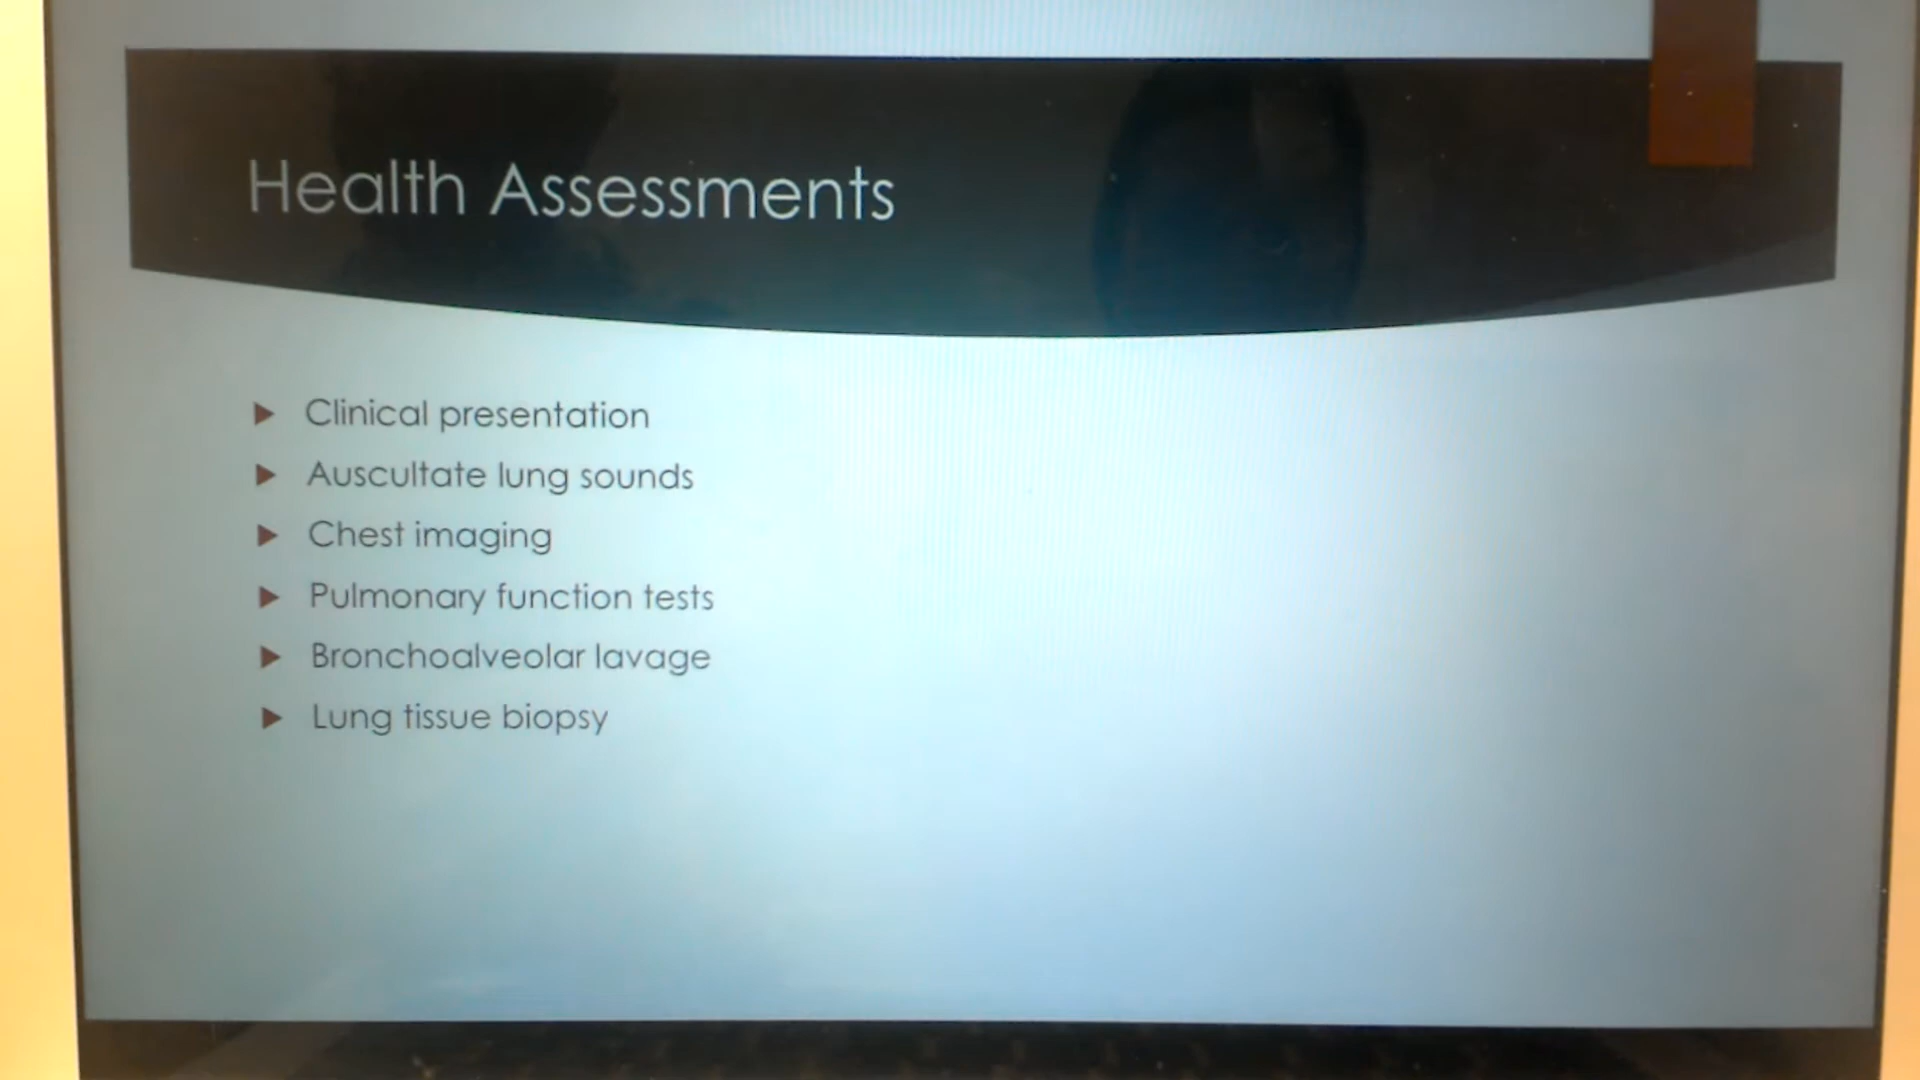 Health Assessments
Clinical presentation
Auscultate lung sounds
Chest imaging
Pulmonary function tests
Bronchoalveolar lavage
Lung tissue biopsy